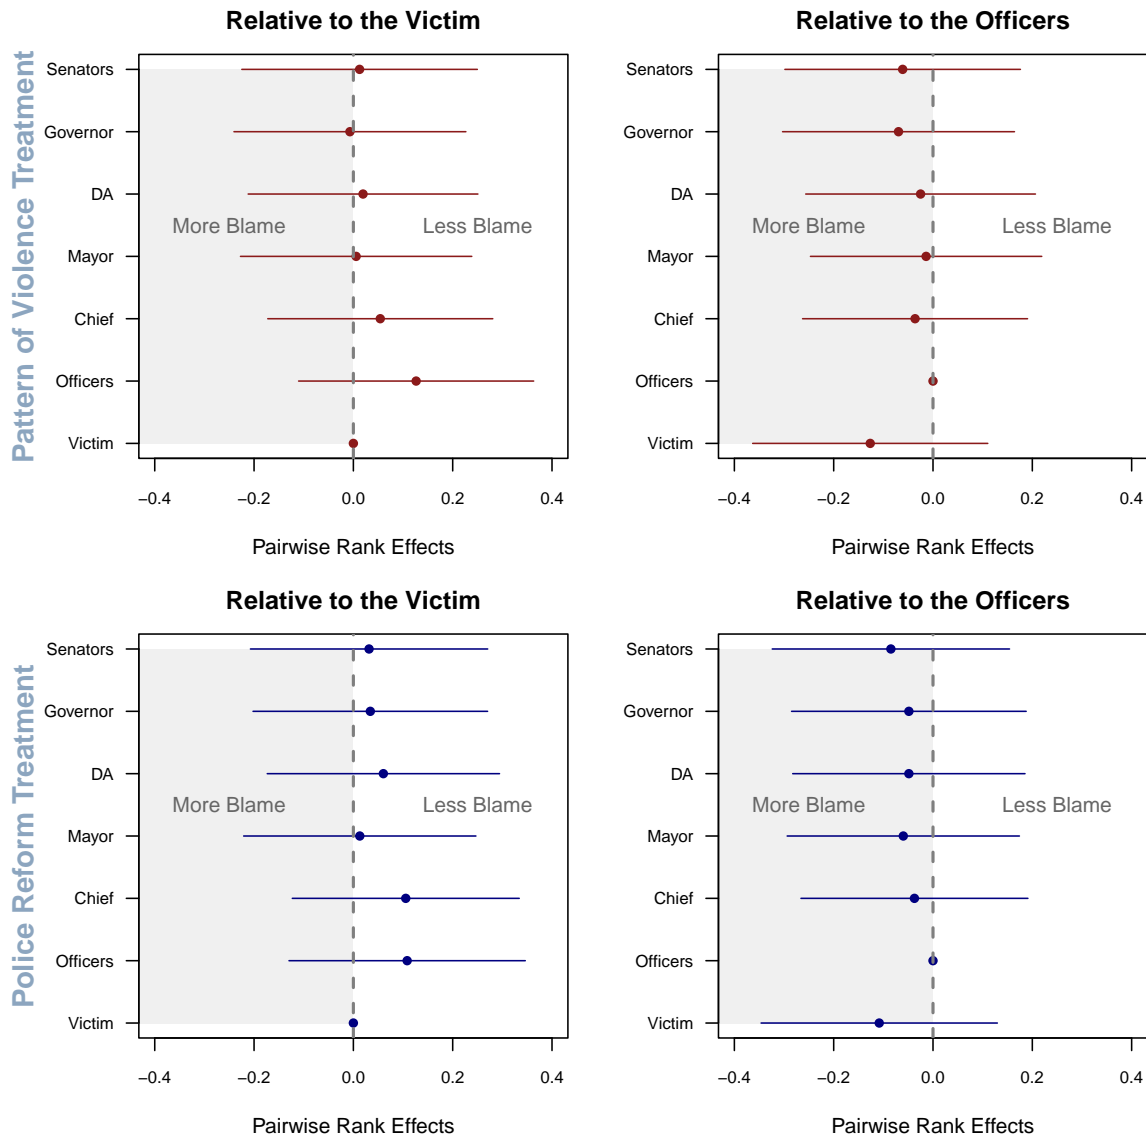 Pattern of Violence Treatment
Relative to the Victim
Senators
Governor
DA
Mayor
Chief
Officers
Victim
More Blame
Less Blame
−0.4 −0.2 0.0 0.2 0.4
Pairwise Rank Effects
Relative to the Officers
Senators
Governor
DA
Mayor
Chief
Officers
Victim
More Blame
Less Blame
−0.4 −0.2 0.0 0.2 0.4
Pairwise Rank Effects
Police Reform Treatment
Relative to the Victim
Senators
Governor
DA
Mayor
Chief
Officers
Victim
More Blame
Less Blame
−0.4 −0.2 0.0 0.2 0.4
Pairwise Rank Effects
Relative to the Officers
Senators
Governor
DA
Mayor
Chief
Officers
Victim
More Blame
Less Blame
−0.4 −0.2 0.0 0.2 0.4
Pairwise Rank Effects